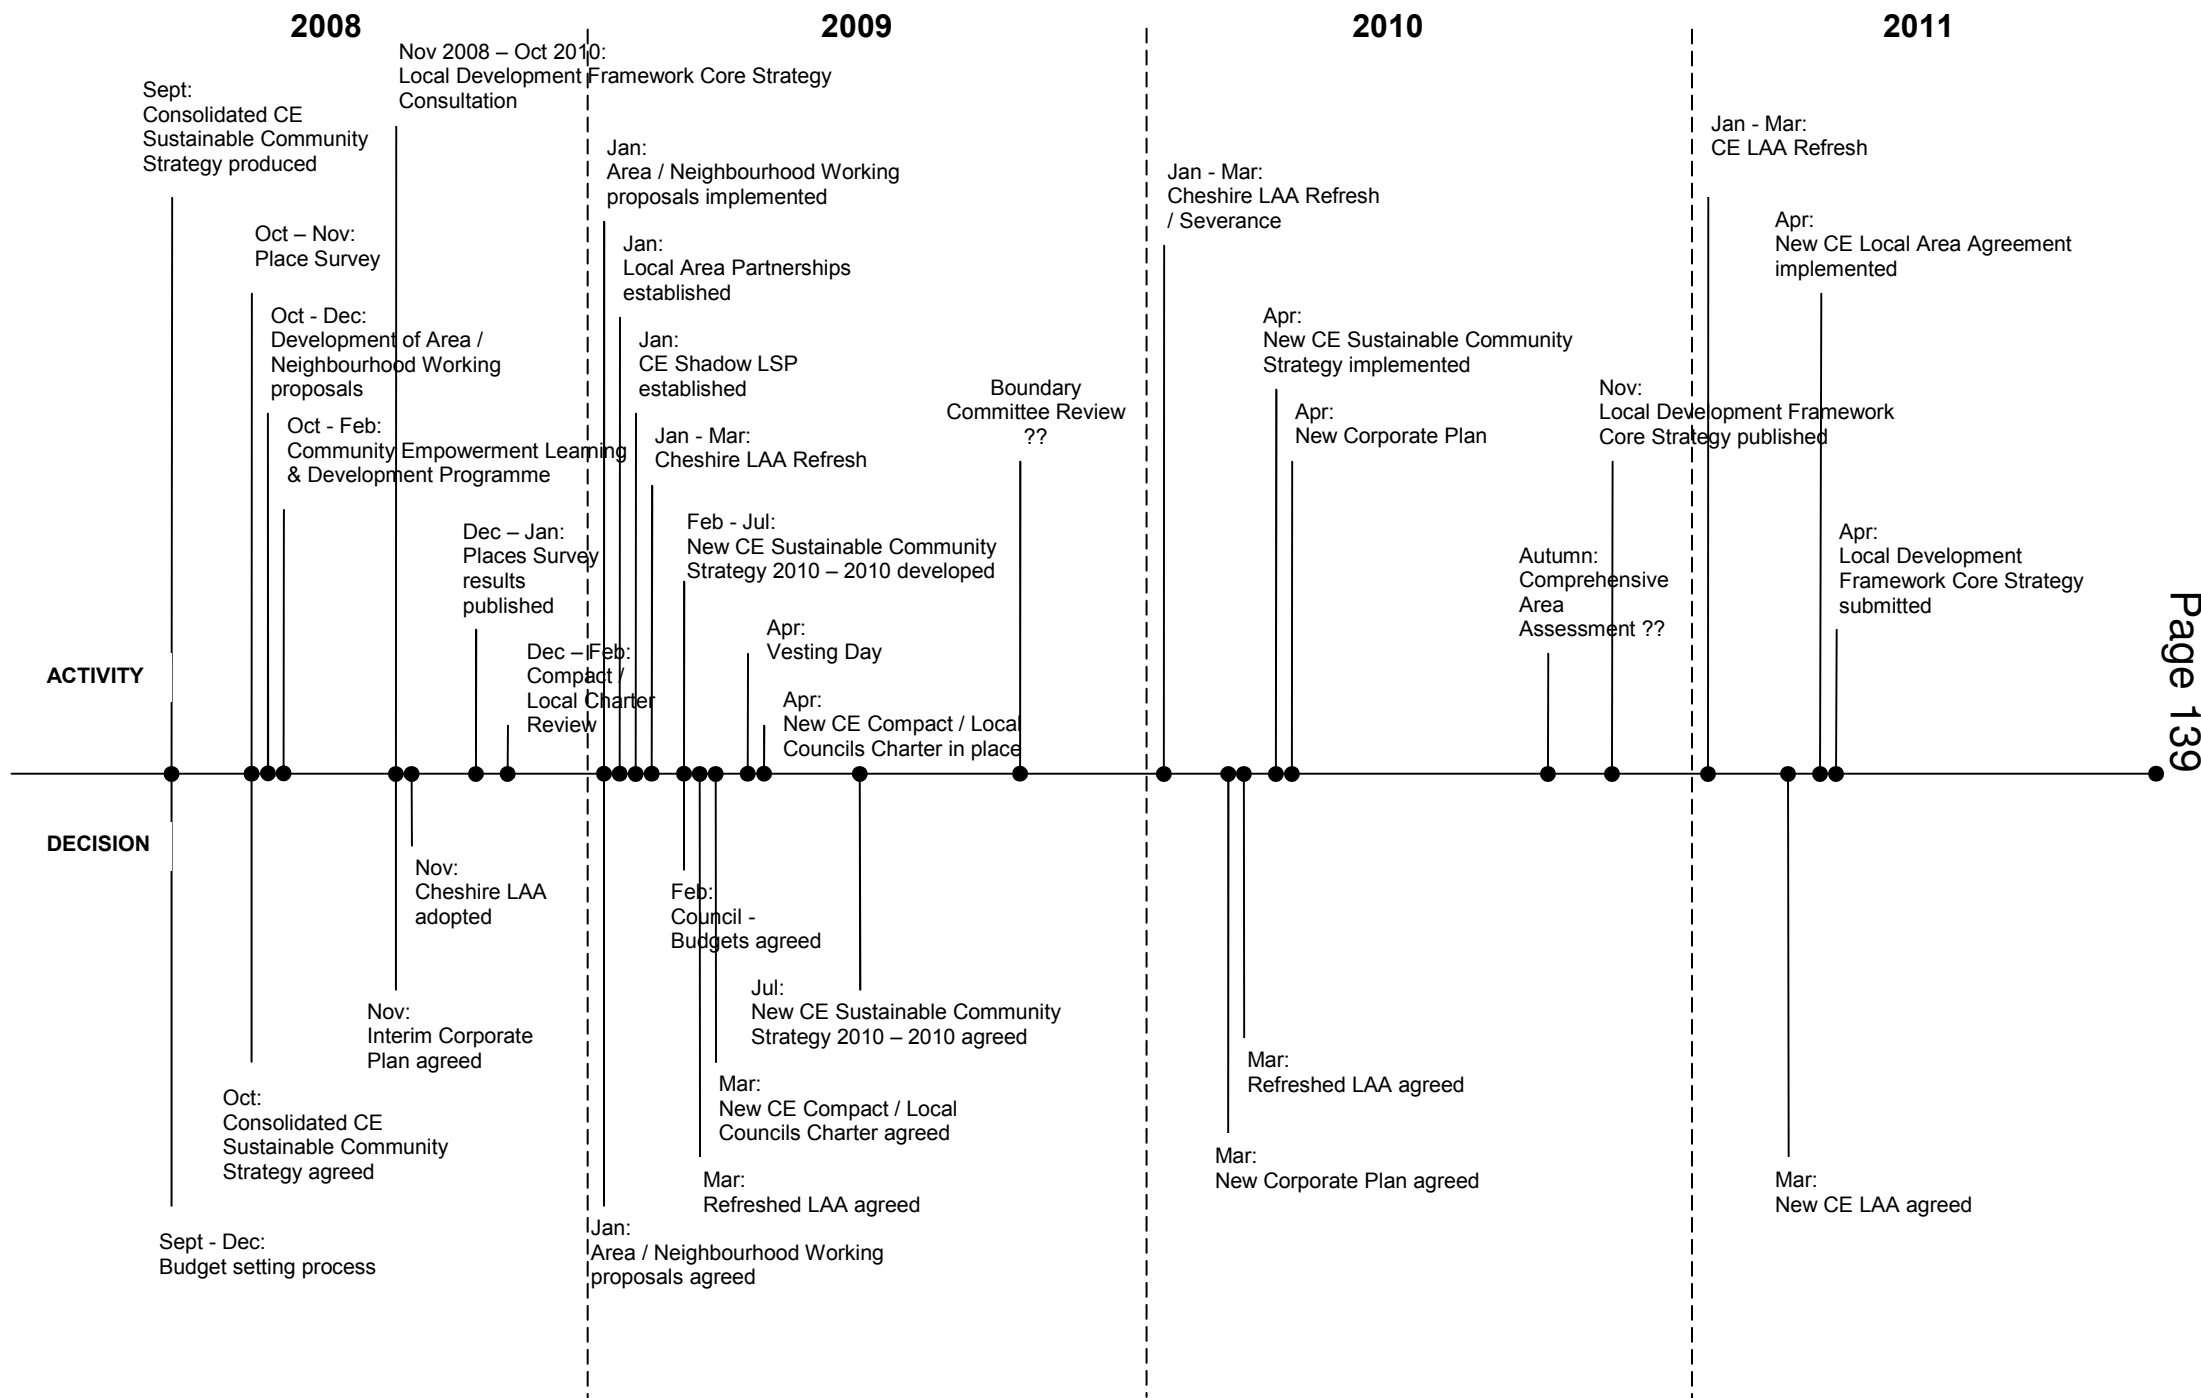 2008
2009
2010
2011
Nov 2008 – Oct 2010:
Local Development Framework Core Strategy
Consultation
Sept:
Consolidated CE
Sustainable Community
Strategy produced
Oct – Nov:
Place Survey
Oct - Dec:
Development of Area /
Neighbourhood Working
proposals
Oct - Feb:
Community Empowerment Learning
& Development Programme
Dec – Jan:
Places Survey
results
published
Dec – Feb:
Compact /
Local Charter
Review
Jan:
Area / Neighbourhood Working
proposals implemented
Jan:
Local Area Partnerships
established
Jan:
CE Shadow LSP
established
Jan - Mar:
Cheshire LAA Refresh
Feb - Jul:
New CE Sustainable Community
Strategy 2010 – 2010 developed
Apr:
Vesting Day
Apr:
New CE Compact / Local
Councils Charter in place
Boundary
Committee Review
??
Jan - Mar:
Cheshire LAA Refresh
/ Severance
Apr:
New CE Sustainable Community
Strategy implemented
Apr:
New Corporate Plan
Autumn:
Comprehensive
Area
Assessment ??
Nov:
Local Development Framework
Core Strategy published
Jan - Mar:
CE LAA Refresh
Apr:
New CE Local Area Agreement
implemented
Apr:
Local Development
Framework Core Strategy
submitted
ACTIVITY
DECISION
Sept - Dec:
Budget setting process
Oct:
Consolidated CE
Sustainable Community
Strategy agreed
Nov:
Interim Corporate
Plan agreed
Nov:
Cheshire LAA
adopted
Jan:
Area / Neighbourhood Working
proposals agreed
Feb:
Council -
Budgets agreed
Mar:
Refreshed LAA agreed
Mar:
New CE Compact / Local
Councils Charter agreed
Jul:
New CE Sustainable Community
Strategy 2010 – 2010 agreed
Mar:
New Corporate Plan agreed
Mar:
Refreshed LAA agreed
Mar:
New CE LAA agreed
Page 139